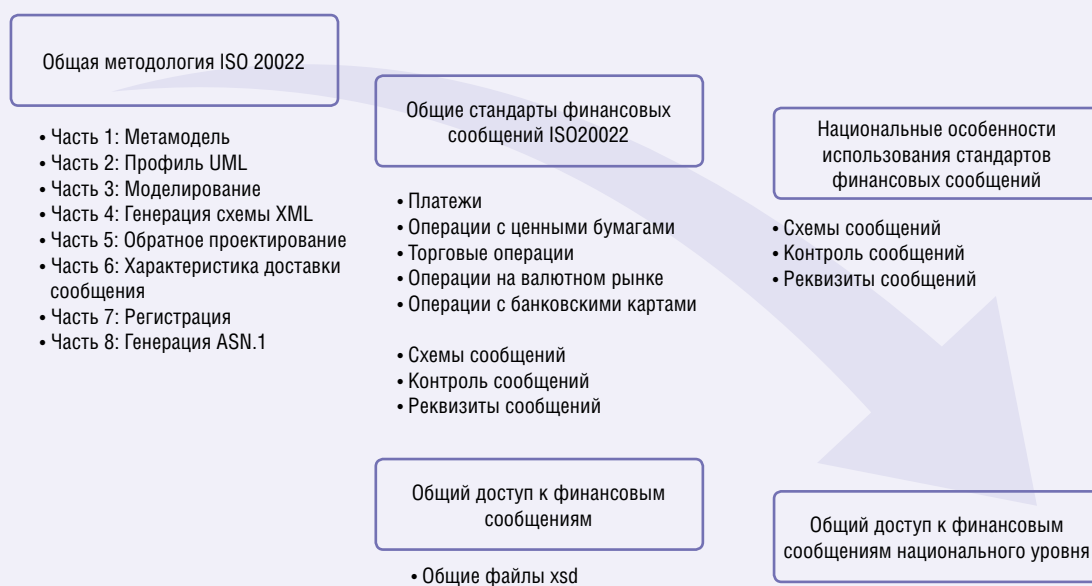 Общая методология ISO 20022
• Часть 1: Метамодель
• Часть 2: Профиль UML
• Часть 3: Моделирование
• Часть 4: Генерация схемы XML
• Часть 5: Обратное проектирование
• Часть 6: Характеристика доставки
сообщения
• Часть 7: Регистрация
• Часть 8: Генерация ASN.1
Общие стандарты финансовых
сообщений ISO20022
• Платежи
• Операции с ценными бумагами
• Торговые операции
• Операции на валютном рынке
• Операции с банковскими картами
• Схемы сообщений
• Контроль сообщений
• Реквизиты сообщений
Общий доступ к финансовым
сообщениям
• Общие файлы xsd
Национальные особенности
использования стандартов
финансовых сообщений
• Схемы сообщений
• Контроль сообщений
• Реквизиты сообщений
Общий доступ к финансовым
сообщениям национального уровня